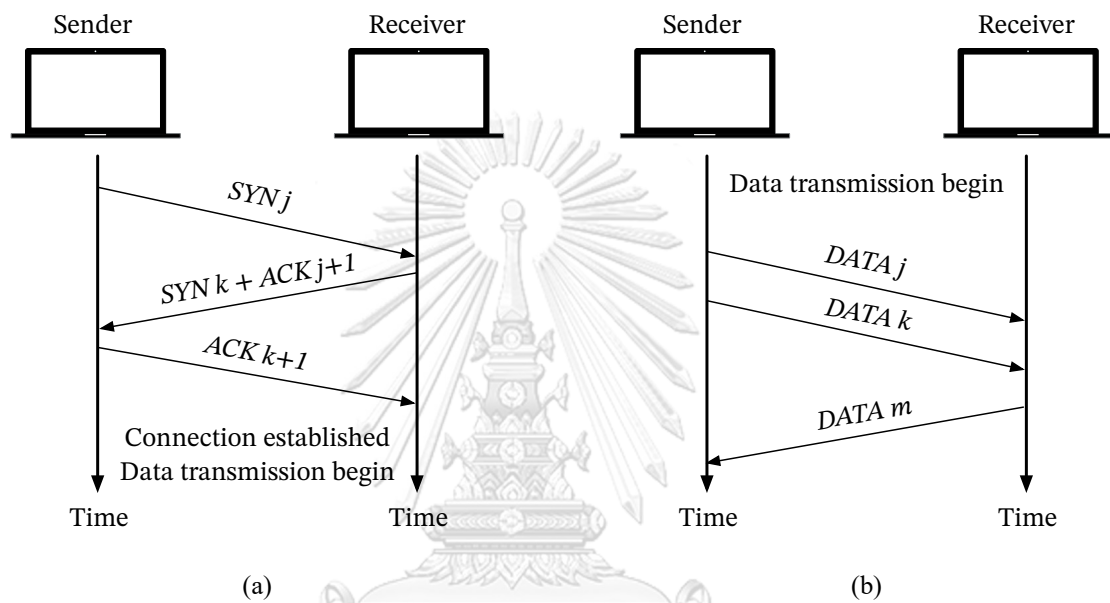 Sender
Receiver
SYN j
SYN k + ACK j+1
ACK k+1
Connection established
Data transmission begin
Time
Time
(a)
Sender
Receiver
Data transmission begin
DATA j
DATA k
DATA m
Time
Time
(b)